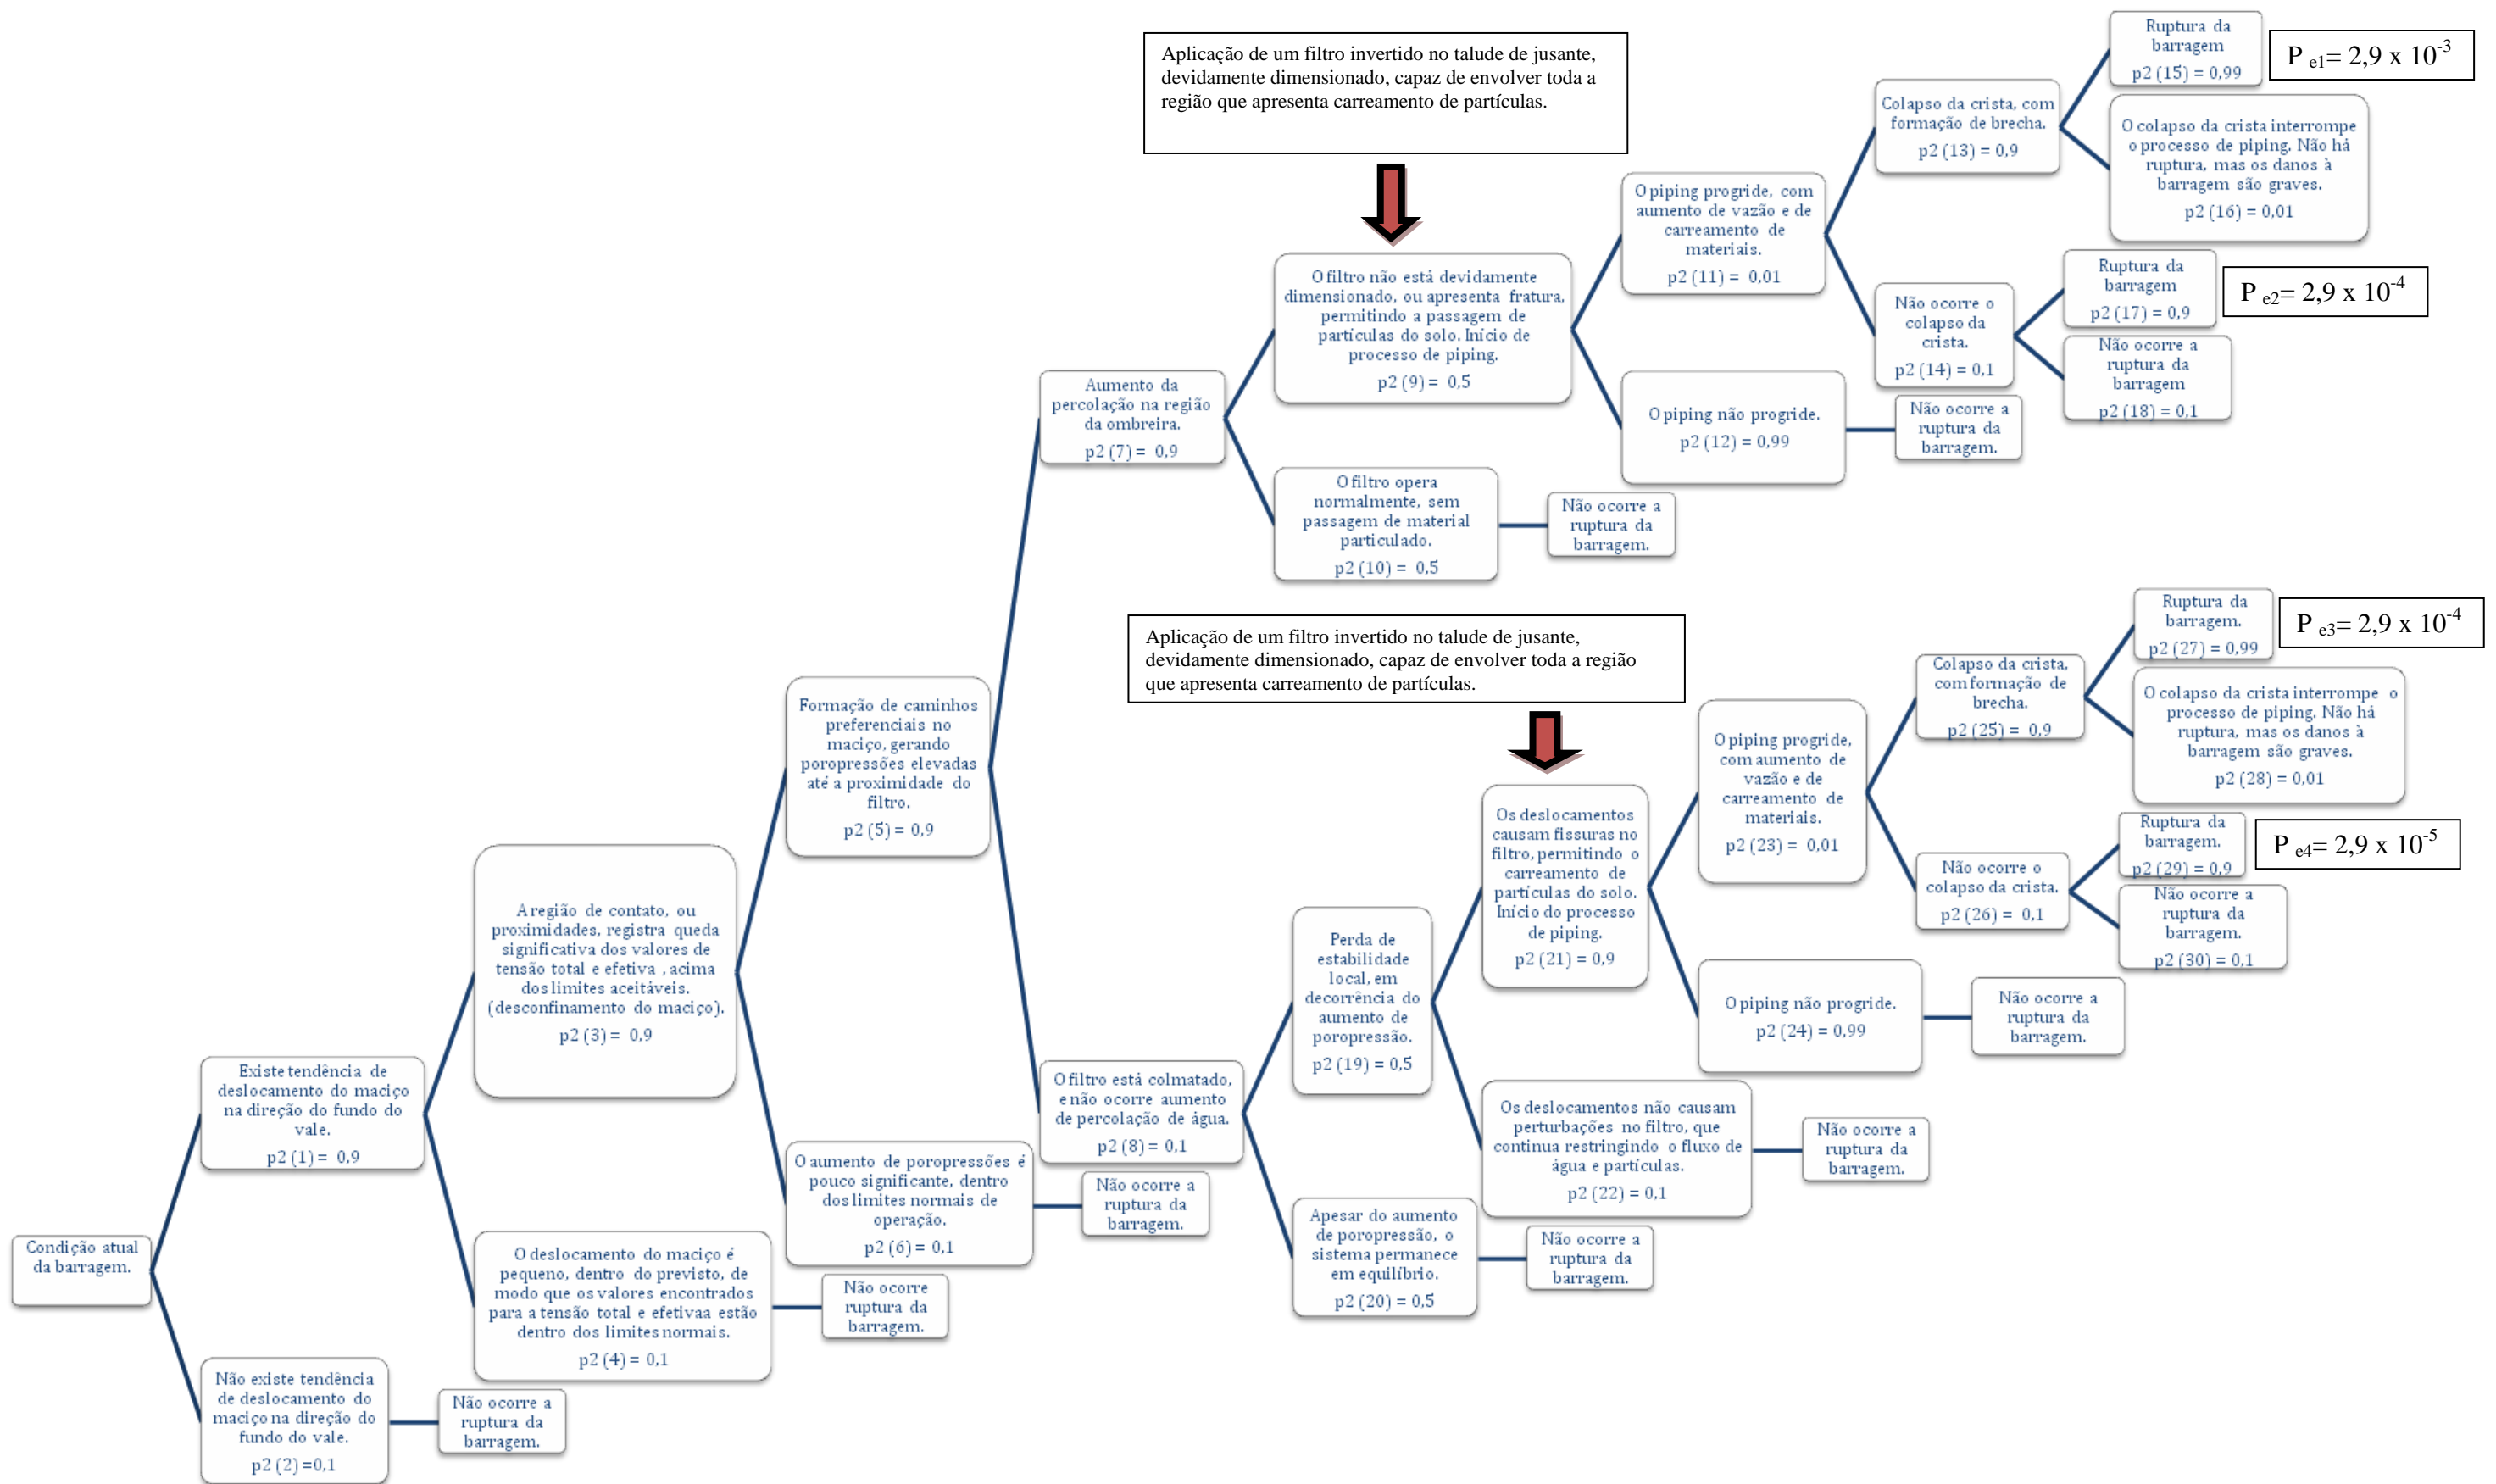 Aplicação de um filtro invertido no talude de jusante,
devidamente dimensionado, capaz de envolver toda a
região que apresenta carreamento de partículas.
Ruptura da
barragem
p2 (15) = 0,99
P e1= 2,9 x 10-3
Colapso da crista, com
formação de brecha.
p2 (13) = 0,9
O colapso da crista interrompe
o processo de piping. Não há
ruptura, mas os danos à
barragem são graves.
p2 (16) = 0,01
O piping progride, com
aumento de vazão e de
carreamento de
materiais.
p2 (11) = 0,01
Ruptura da
barragem
p2 (17) = 0,9
P e2= 2,9 x 10-4
O filtro não está devidamente
dimensionado, ou apresenta fratura,
permitindo a passagem de
partículas do solo. Início de
processo de piping.
p2 (9) = 0,5
Não ocorre o
colapso da
crista.
p2 (14) = 0,1
Não ocorre a
ruptura da
barragem
p2 (18) = 0,1
Aumento da
percolação na região
da ombreira.
p2 (7) = 0,9
O piping não progride.
p2 (12) = 0,99
Não ocorre a
ruptura da
barragem.
O filtro opera
normalmente, sem
passagem de material
particulado.
p2 (10) = 0,5
Não ocorre a
ruptura da
barragem.
Aplicação de um filtro invertido no talude de jusante,
devidamente dimensionado, capaz de envolver toda a região
que apresenta carreamento de partículas.
Ruptura da
barragem.
p2 (27) = 0,99
P e3= 2,9 x 10-4
Colapso da crista,
com formação de
brecha.
p2 (25) = 0,9
O colapso da crista interrompe o
processo de piping. Não há
ruptura, mas os danos à
barragem são graves.
p2 (28) = 0,01
Formação de caminhos
preferenciais no
maciço, gerando
poropressões elevadas
até a proximidade do
filtro.
p2 (5) = 0,9
O piping progride,
com aumento de
vazão e de
carreamento de
materiais.
p2 (23) = 0,01
Os deslocamentos
causam fissuras no
filtro, permitindo o
carreamento de
partículas do solo.
Início do processo
de piping.
p2 (21) = 0,9
Ruptura da
barragem.
p2 (29) = 0,9
P e4= 2,9 x 10-5
Não ocorre o
colapso da crista.
p2 (26) = 0,1
Não ocorre a
ruptura da
barragem.
p2 (30) = 0,1
A região de contato, ou
proximidades, registra queda
significativa dos valores de
tensão total e efetiva , acima
dos limites aceitáveis.
(desconfinamento do maciço).
p2 (3) = 0,9
Perda de
estabilidade
local, em
decorrência do
aumento de
poropressão.
p2 (19) = 0,5
O piping não progride.
p2 (24) = 0,99
Não ocorre a
ruptura da
barragem.
Existe tendência de
deslocamento do maciço
na direção do fundo do
vale.
p2 (1) = 0,9
O filtro está colmatado,
e não ocorre aumento
de percolação de água.
p2 (8) = 0,1
Os deslocamentos não causam
perturbações no filtro, que
continua restringindo o fluxo de
água e partículas.
p2 (22) = 0,1
Não ocorre a
ruptura da
barragem.
O aumento de poropressões é
pouco significante, dentro
dos limites normais de
operação.
p2 (6) = 0,1
Não ocorre a
ruptura da
barragem.
Apesar do aumento
de poropressão, o
sistema permanece
em equilíbrio.
p2 (20) = 0,5
Não ocorre a
ruptura da
barragem.
Condição atual
da barragem.
O deslocamento do maciço é
pequeno, dentro do previsto, de
modo que os valores encontrados
para a tensão total e efetivaa estão
dentro dos limites normais.
p2 (4) = 0,1
Não ocorre
ruptura da
barragem.
Não existe tendência
de deslocamento do
maciço na direção do
fundo do vale.
p2 (2) =0,1
Não ocorre a
ruptura da
barragem.